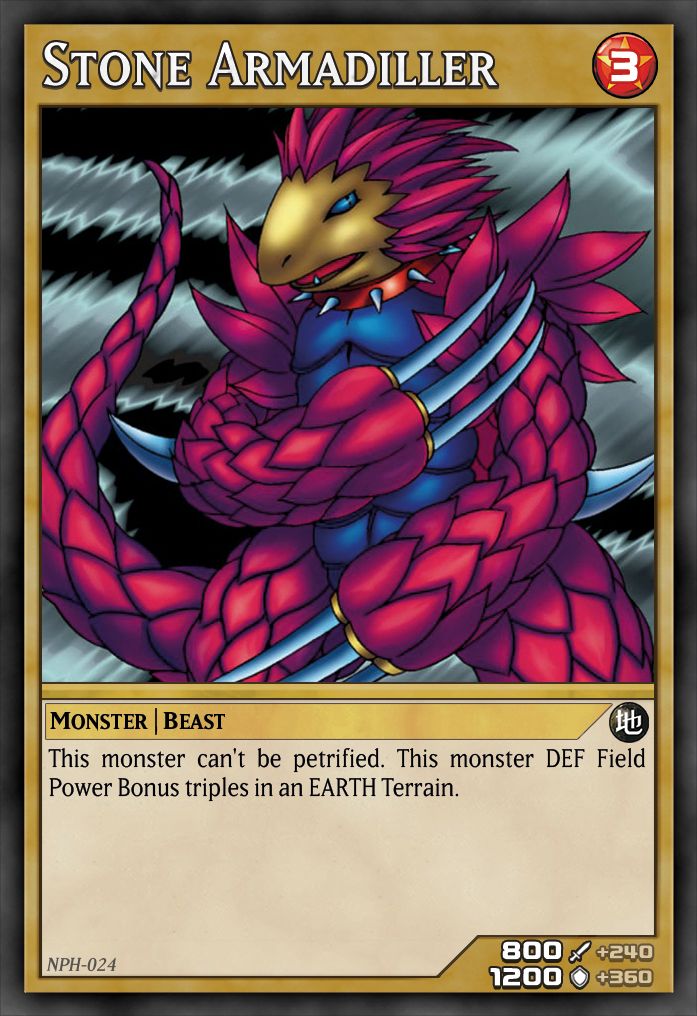 STONE ARMADILLER
3
MONSTER | BEAST
地
This monster can't be petrified. This monster DEF Field
Power Bonus triples in an EARTH Terrain.
NPH-024
800 +240
1200 +360